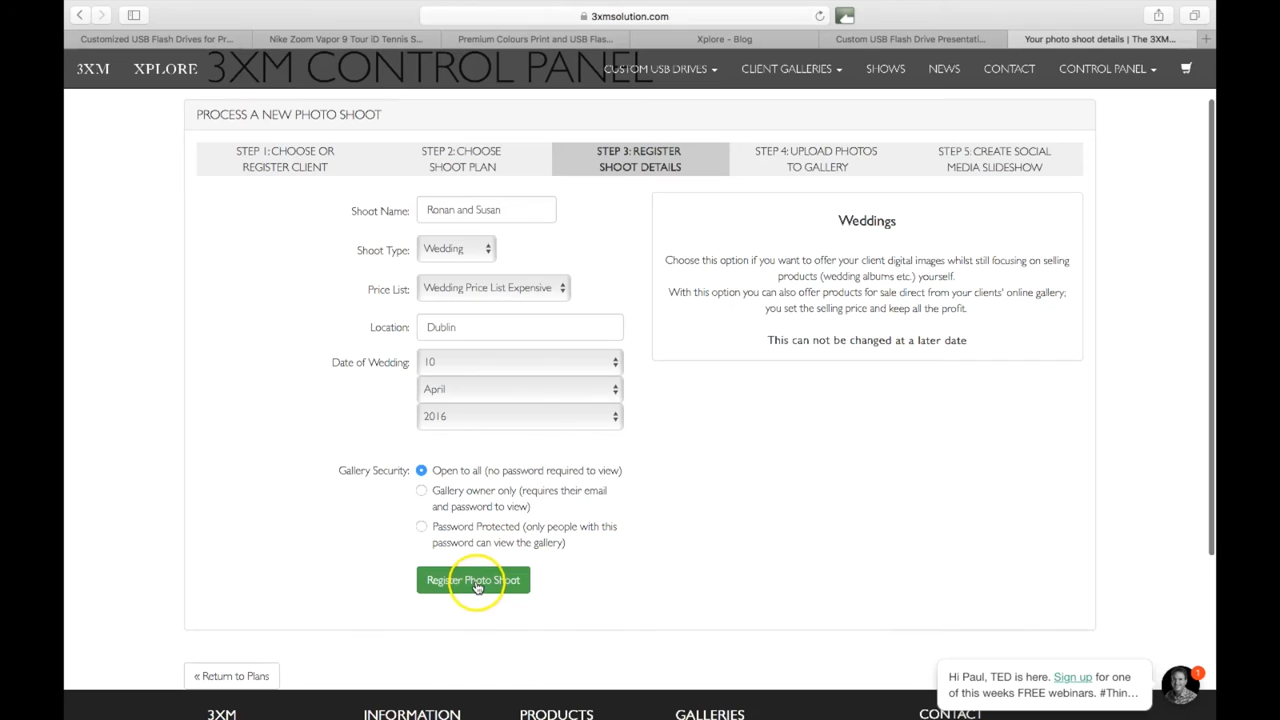 3xmsolution.com
Customized USB Flash Drives for Pr...
Nike Zoom Vapor 9 Tour iD Tennis S...
Premium Colours Print and USB Flas...
Xplore - Blog
Custom USB Flash Drive Presentati...
Your photo shoot details | The 3XM...
3XM CONTROL PANEL
3XM
XPLORE
CUSTOM USB DRIVES
CLIENT GALLERIES
SHOWS
NEWS
CONTACT
CONTROL PANEL
PROCESS A NEW PHOTO SHOOT
STEP 1: CHOOSE OR
REGISTER CLIENT
STEP 2: CHOOSE
SHOOT PLAN
STEP 3: REGISTER
SHOOT DETAILS
STEP 4: UPLOAD PHOTOS
TO GALLERY
STEP 5: CREATE SOCIAL
MEDIA SLIDESHOW
Shoot Name: Ronan and Susan
Shoot Type: Wedding
Price List: Wedding Price List Expensive
Location: Dublin
Date of Wedding: 10
April
2016
Gallery Security: Open to all (no password required to view)
Gallery owner only (requires their email
and password to view)
Password Protected (only people with this
password can view the gallery)
Register Photo Shoot
Weddings
Choose this option if you want to offer your client digital images whilst still focusing on selling
products (wedding albums etc.) yourself.
With this option you can also offer products for sale direct from your clients' online gallery;
you set the selling price and keep all the profit.
This can not be changed at a later date
« Return to Plans
Hi Paul, TED is here. Sign up for one
of this weeks FREE webinars. #Thin...
1
3XM
INFORMATION
PRODUCTS
GALLERIES
CONTACT